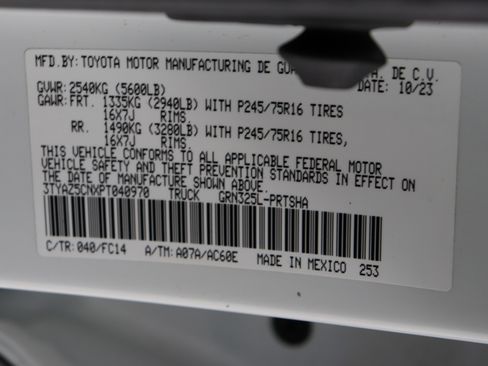 MFD.BY: TOYOTA MOTOR MANUFACTURING DE H. DE C.V.
GVWR: 2540KG (5600LB) DATE: 10/23
GAWR: FRT. 1335KG (2940LB) WITH P245/75R16 TIRES
16X7J RIMS,
RR. 1490KG (3280LB) WITH P245/75R16 TIRES,
16X7J RIMS
THIS VEHICLE CONFORMS TO ALL APPLICABLE FEDERAL MOTOR
VEHICLE SAFETY AND THEFT PREVENTION STANDARDS IN EFFECT ON
THE DATE OF MANUFACTURE SHOWN ABOVE.
3TYAZ5CNXPT040970 TRUCK GRN325L-PRTSHA
C/TR: 040/FC14 A/TM: A07A/AC60E MADE IN MEXICO 253